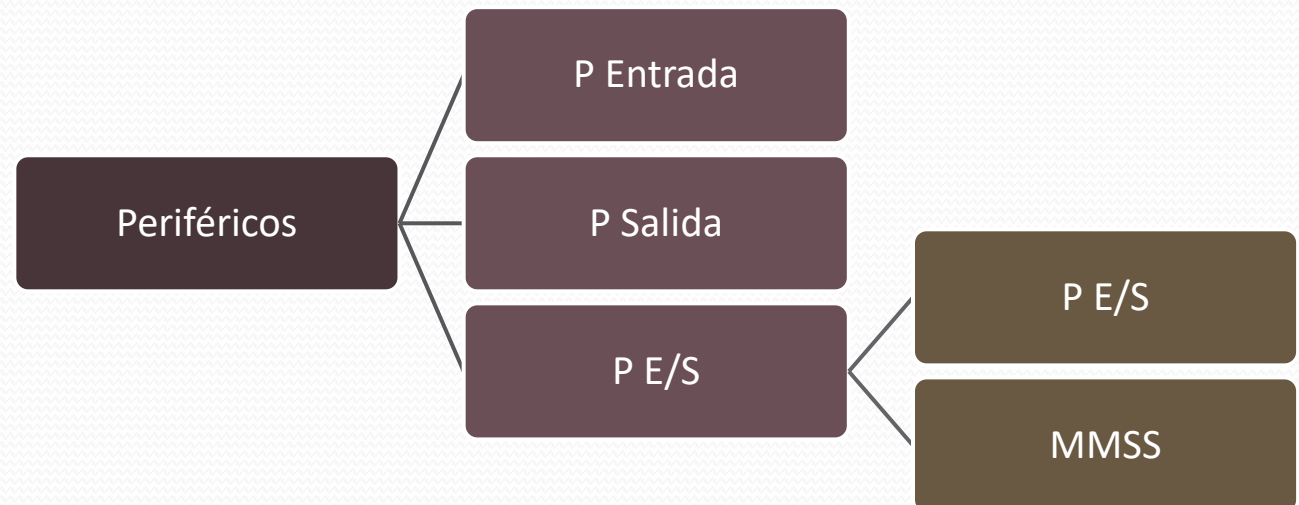 Periféricos
P Entrada
P Salida
P E/S
P E/S
MMSS